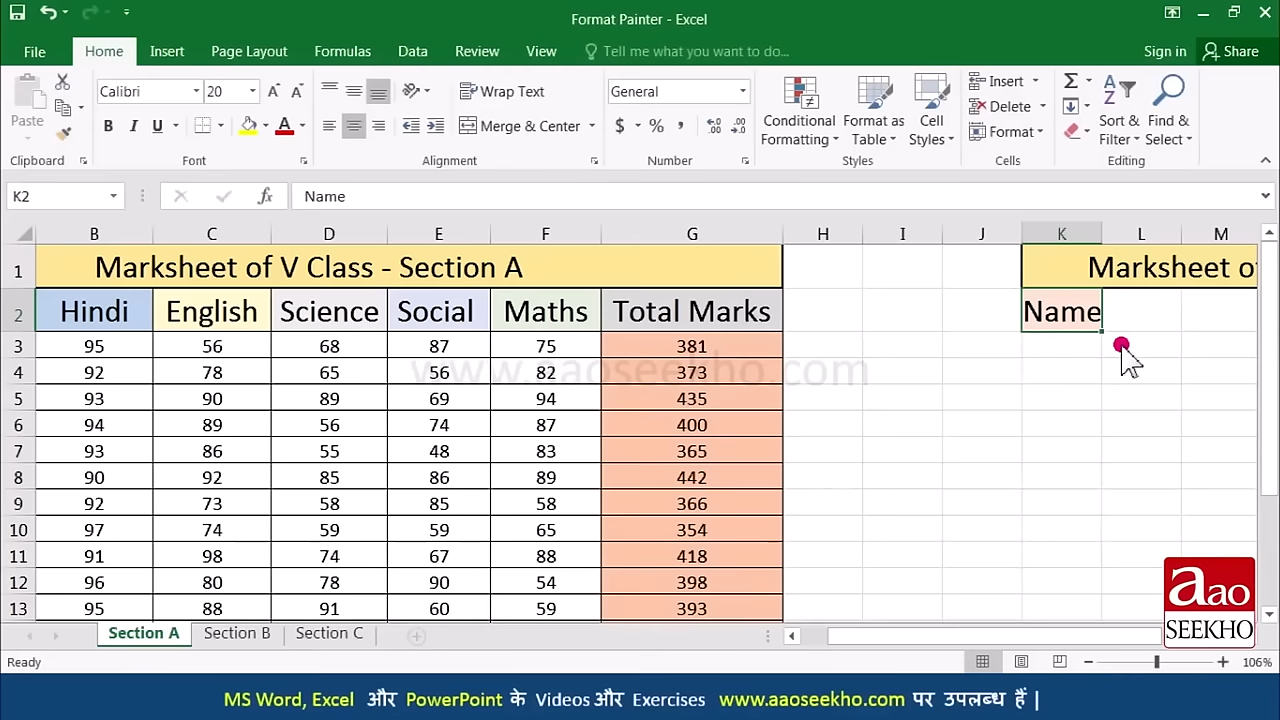 Format Painter - Excel
File Home Insert Page Layout Formulas Data Review View Tell me what you want to do... Sign in Share
Paste
Calibri 20
B I U A
Wrap Text
Merge & Center
General
$ % ,
Conditional Formatting
Format as Table
Cell Styles
Insert
Delete
Format
Sort & Filter
Find & Select
Clipboard Font Alignment Number Styles Cells Editing
K2 fx Name
B C D E F G H I J K L M
1 Marksheet of V Class - Section A Marksheet of
2 Hindi English Science Social Maths Total Marks Name
3 95 56 68 87 75 381
4 92 78 65 56 82 373
5 93 90 89 69 94 435
6 94 89 56 74 87 400
7 93 86 55 48 83 365
8 90 92 85 86 89 442
9 92 73 58 85 58 366
10 97 74 59 59 65 354
11 91 98 74 67 88 418
12 96 80 78 90 54 398
13 95 88 91 60 59 393
www.aaoseekho.com
aao
SEEKHO
Section A Section B Section C
Ready 106%
MS Word, Excel और PowerPoint के Videos और Exercises www.aaoseekho.com पर उपलब्ध हैं |